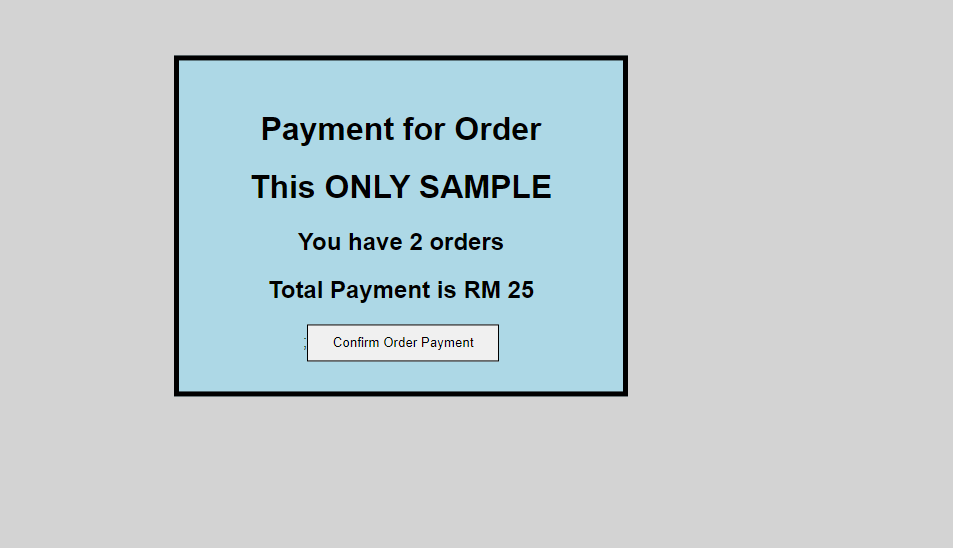 Payment for Order
This ONLY SAMPLE
You have 2 orders
Total Payment is RM 25
; Confirm Order Payment